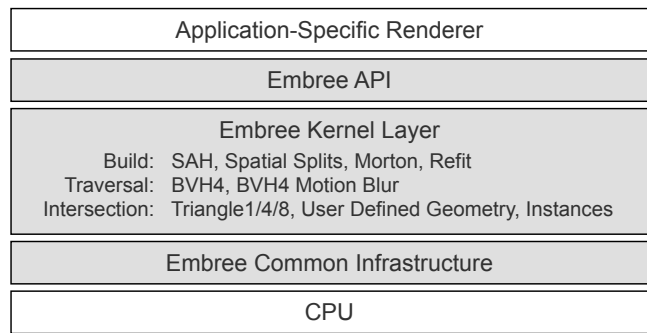 Application-Specific Renderer
Embree API
Embree Kernel Layer
Build: SAH, Spatial Splits, Morton, Refit
Traversal: BVH4, BVH4 Motion Blur
Intersection: Triangle1/4/8, User Defined Geometry, Instances
Embree Common Infrastructure
CPU